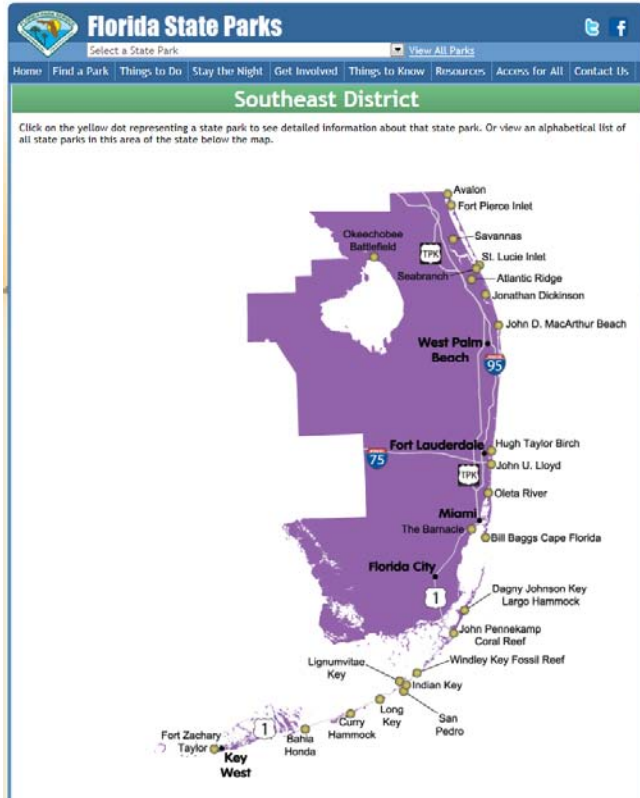 Florida State Parks
Select a State Park
View All Parks
Home Find a Park Things to Do Stay the Night Get Involved Things to Know Resources Access for All Contact Us
Southeast District
Click on the yellow dot representing a state park to see detailed information about that state park. Or view an alphabetical list of
all state parks in this area of the state below the map.
Avalon
Fort Pierce Inlet
Okeechobee
Battlefield
Savannas
TPK
St. Lucie Inlet
Seabranch
Atlantic Ridge
Jonathan Dickinson
John D. MacArthur Beach
West Palm
Beach
95
Fort Lauderdale
Hugh Taylor Birch
75
John U. Lloyd
TPK
Oleta River
Miami
The Barnacle
Bill Baggs Cape Florida
Florida City
1
Dagny Johnson Key
Largo Hammock
John Pennekamp
Coral Reef
Windley Key Fossil Reef
Lignumvitae
Key
Indian Key
San
Pedro
Long
Key
Curry
Hammock
1
Bahia
Honda
Fort Zachary
Taylor
Key
West